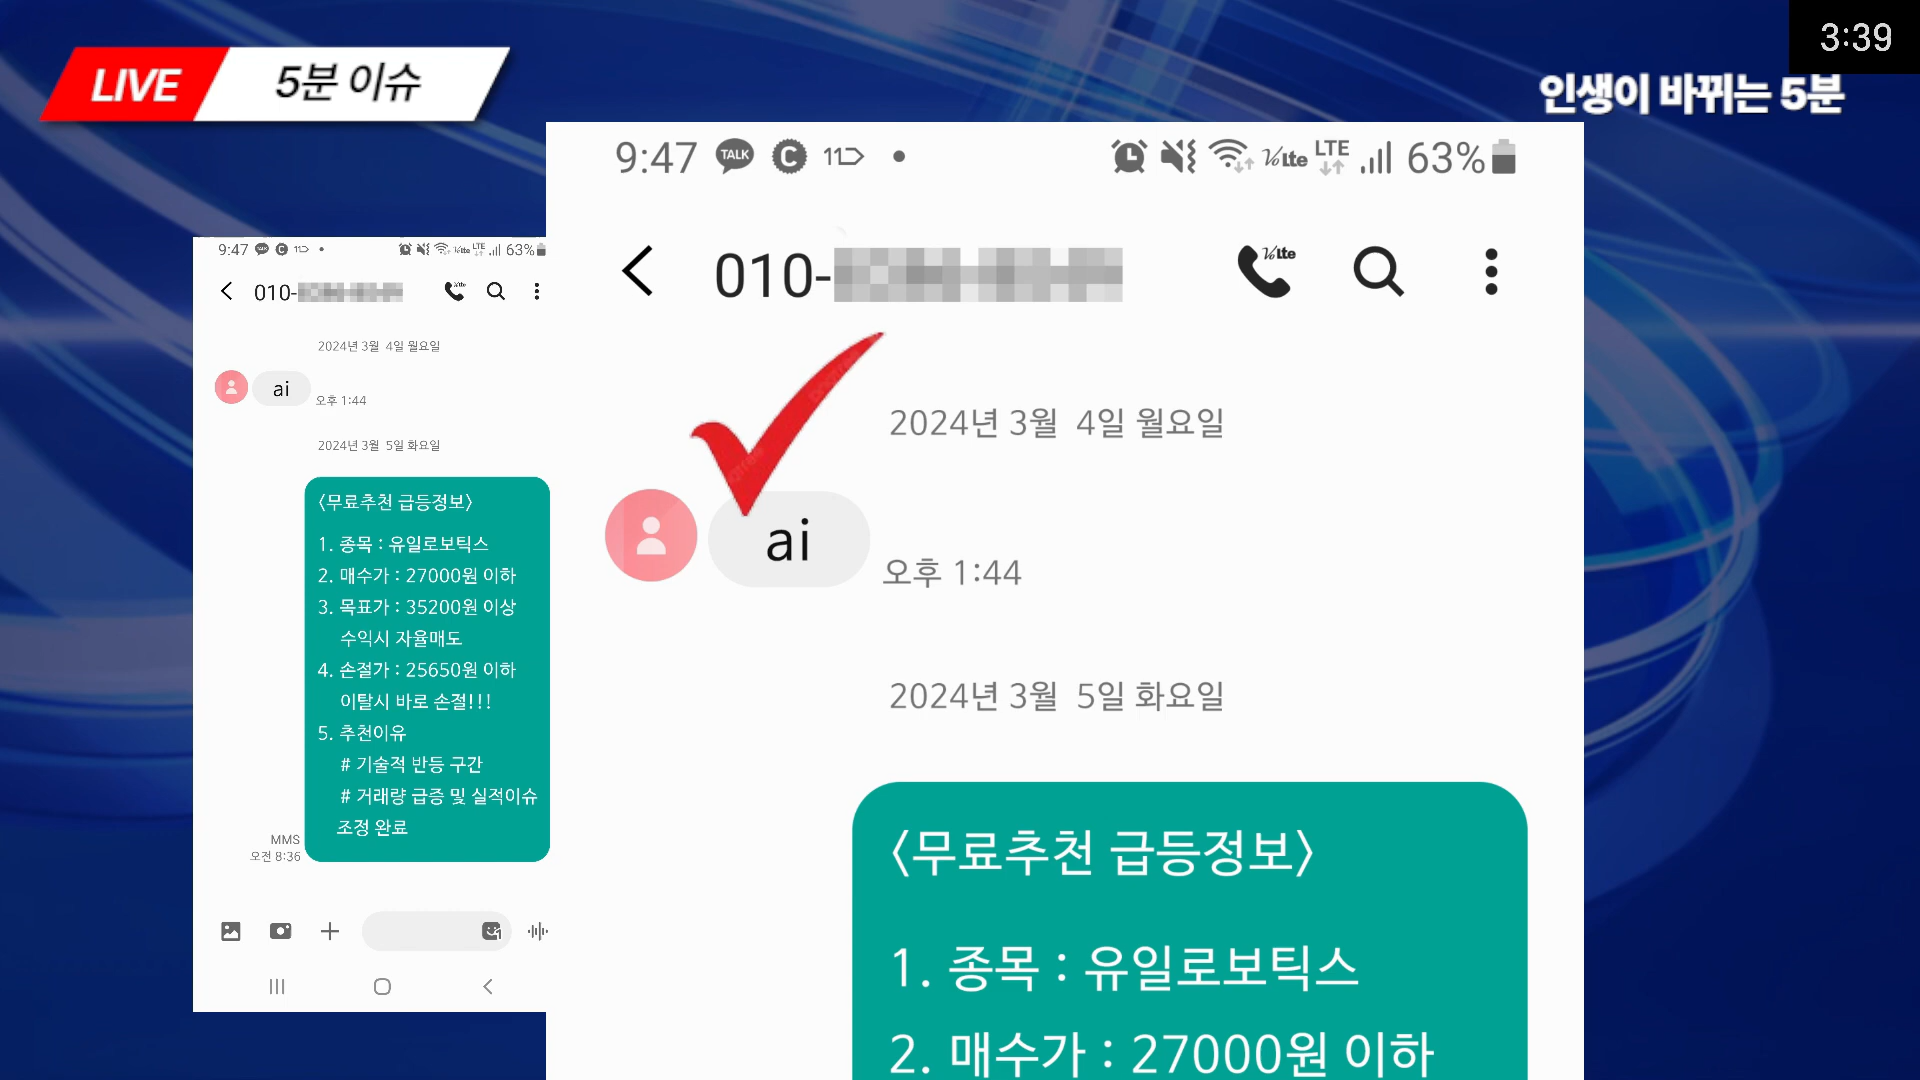 3:39
LIVE 5분 이슈
인생이 바뀌는 5분
9:47 TALK C 11 VoLte LTE 63%
010-
2024년 3월 4일 월요일
ai
오후 1:44
2024년 3월 5일 화요일
〈무료추천 급등정보〉
1. 종목 : 유일로보틱스
2. 매수가 : 27000원 이하
3. 목표가 : 35200원 이상
수익시 자율매도
4. 손절가 : 25650원 이하
이탈시 바로 손절!!!
5. 추천이유
# 기술적 반등 구간
# 거래량 급증 및 실적이슈
조정 완료
MMS
오전 8:36
9:47 TALK C 11 VoLte LTE 63%
010-
VoLte
2024년 3월 4일 월요일
ai
오후 1:44
2024년 3월 5일 화요일
〈무료추천 급등정보〉
1. 종목 : 유일로보틱스
2. 매수가 : 27000원 이하